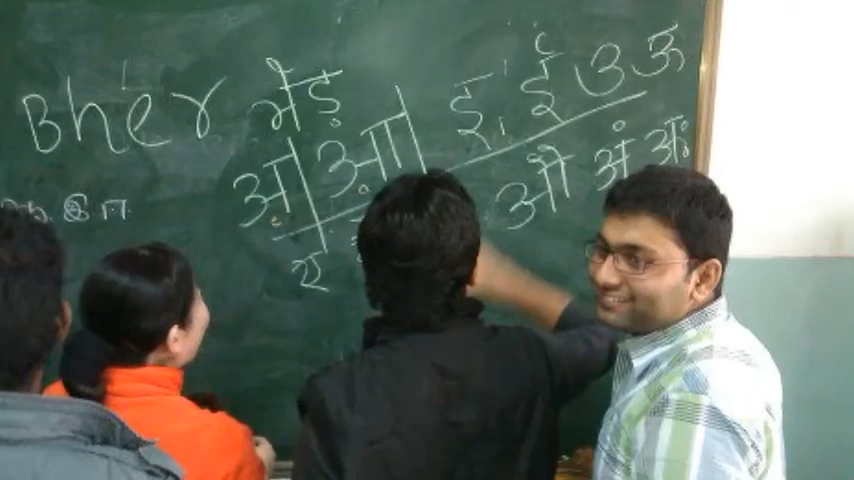 Bher भेड़
अ आ इ ई उ ऊ
ए औ अं अः